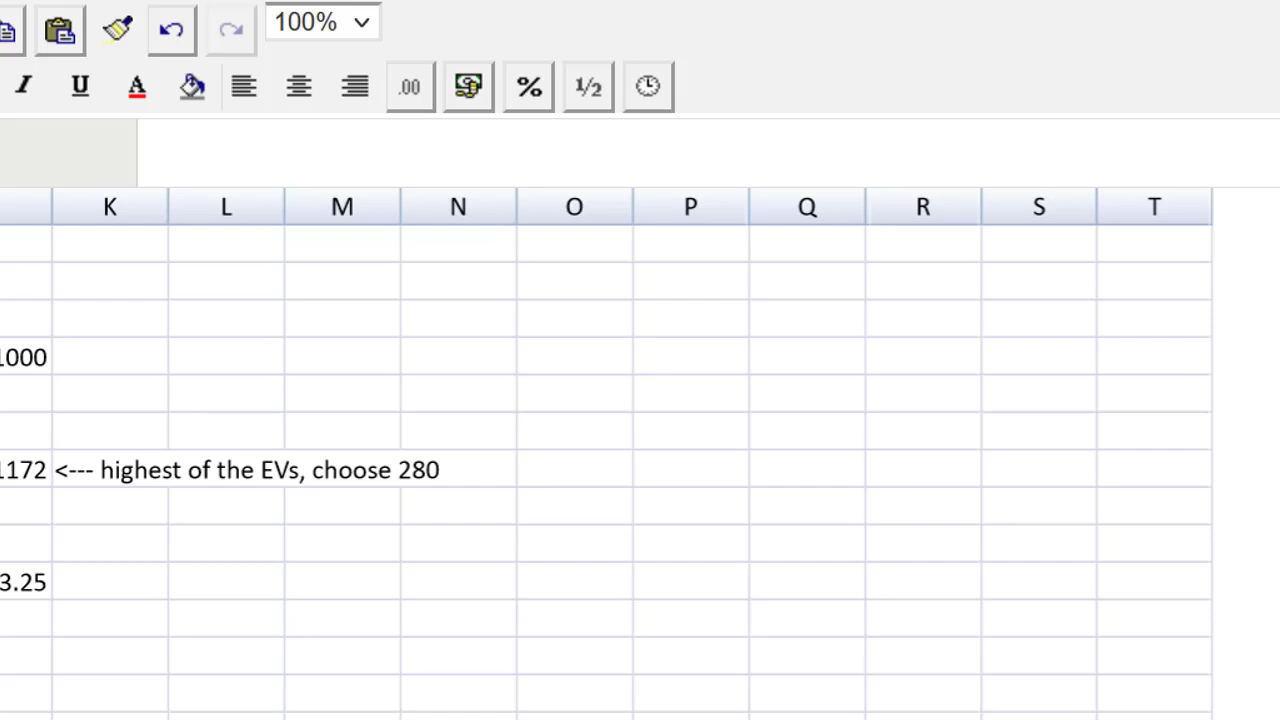 100%
I U A .00 % 1/2
K L M N O P Q R S T
1000
1172 <--- highest of the EVs, choose 280
3.25